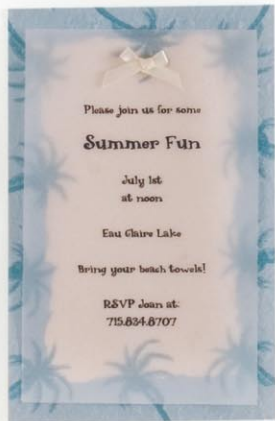 Please join us for some
Summer Fun
July 1st
at noon
Eau Claire Lake
Bring your beach towels!
RSVP Joan at:
715.834.8707